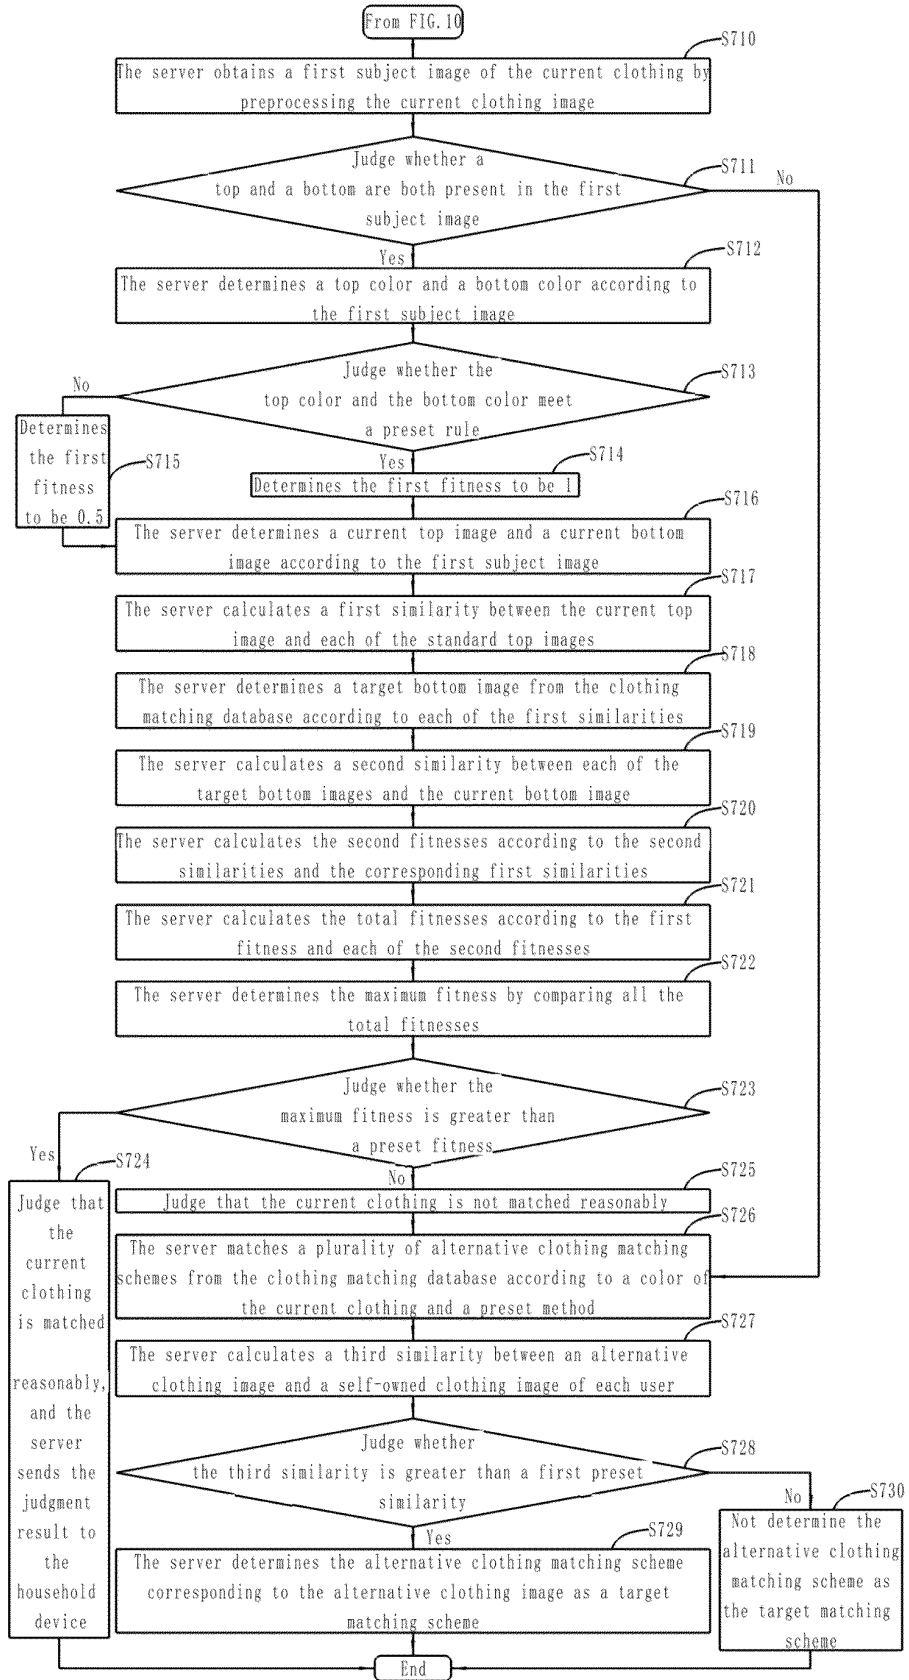 From FIG.10
S710
The server obtains a first subject image of the current clothing by
preprocessing the current clothing image
Judge whether a
top and a bottom are both present in the first
subject image
S711
No
Yes
S712
The server determines a top color and a bottom color according to
the first subject image
Judge whether the
top color and the bottom color meet
a preset rule
S713
No
Yes
Determines
the first
fitness
to be 0.5
S715
S714
Determines the first fitness to be 1
S716
The server determines a current top image and a current bottom
image according to the first subject image
S717
The server calculates a first similarity between the current top
image and each of the standard top images
S718
The server determines a target bottom image from the clothing
matching database according to each of the first similarities
S719
The server calculates a second similarity between each of the
target bottom images and the current bottom image
S720
The server calculates the second fitnesses according to the second
similarities and the corresponding first similarities
S721
The server calculates the total fitnesses according to the first
fitness and each of the second fitnesses
S722
The server determines the maximum fitness by comparing all the
total fitnesses
Judge whether the
maximum fitness is greater than
a preset fitness
S723
Yes
No
S724
Judge that
the
current
clothing
is matched
reasonably,
and the
server
sends the
judgment
result to
the
household
device
S725
Judge that the current clothing is not matched reasonably
S726
The server matches a plurality of alternative clothing matching
schemes from the clothing matching database according to a color of
the current clothing and a preset method
S727
The server calculates a third similarity between an alternative
clothing image and a self-owned clothing image of each user
Judge whether
the third similarity is greater than a first preset
similarity
S728
No
Yes
S730
Not determine the
alternative clothing
matching scheme as
the target matching
scheme
S729
The server determines the alternative clothing matching scheme
corresponding to the alternative clothing image as a target
matching scheme
End